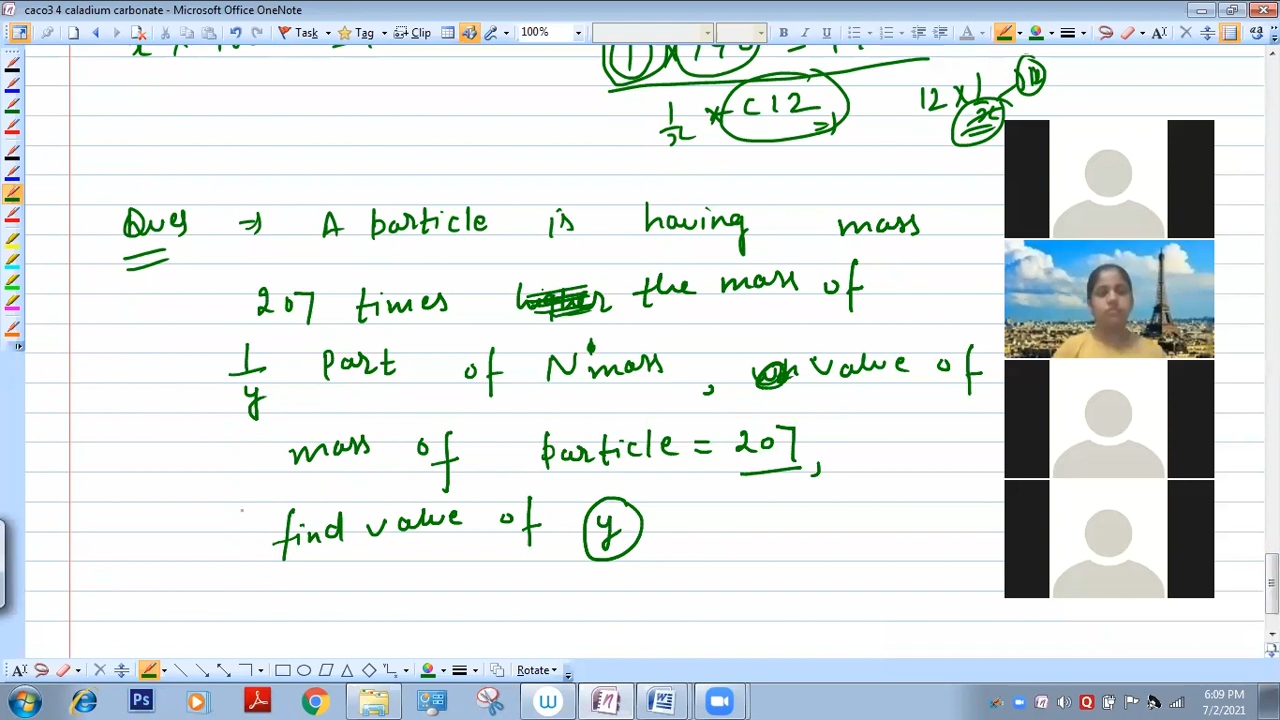 caco3 4 caladium carbonate - Microsoft Office OneNote
Task Tag Clip 100%
12 × 1/x
1/x × C 12
Ques ⇒ A particle is having mass
207 times the mass of
1/y part of N mass, value of
mass of particle = 207,
find value of y
Rotate
6:09 PM
7/2/2021